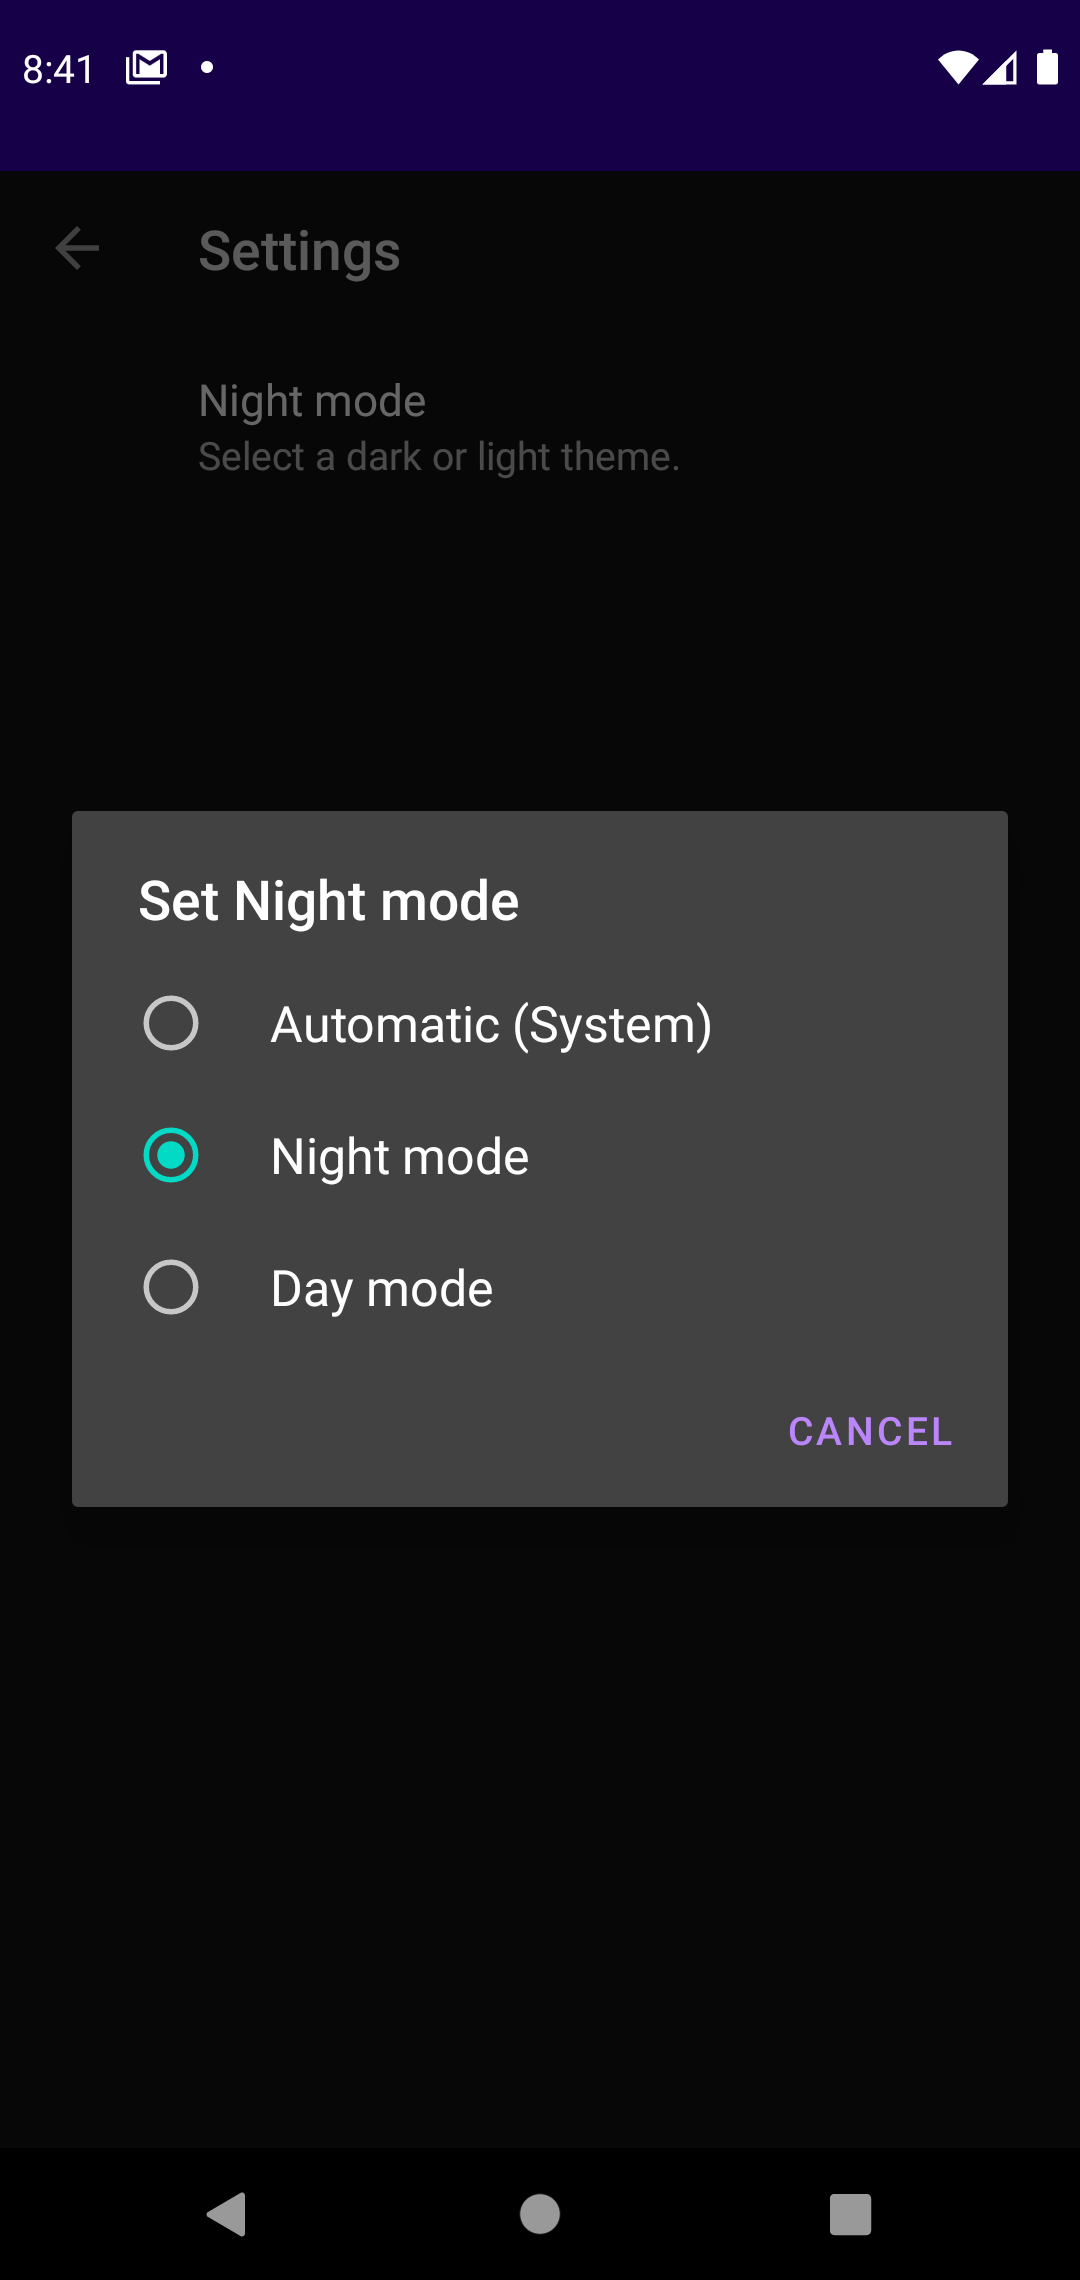 8:41
Settings
Night mode
Select a dark or light theme.
Set Night mode
Automatic (System)
Night mode
Day mode
CANCEL